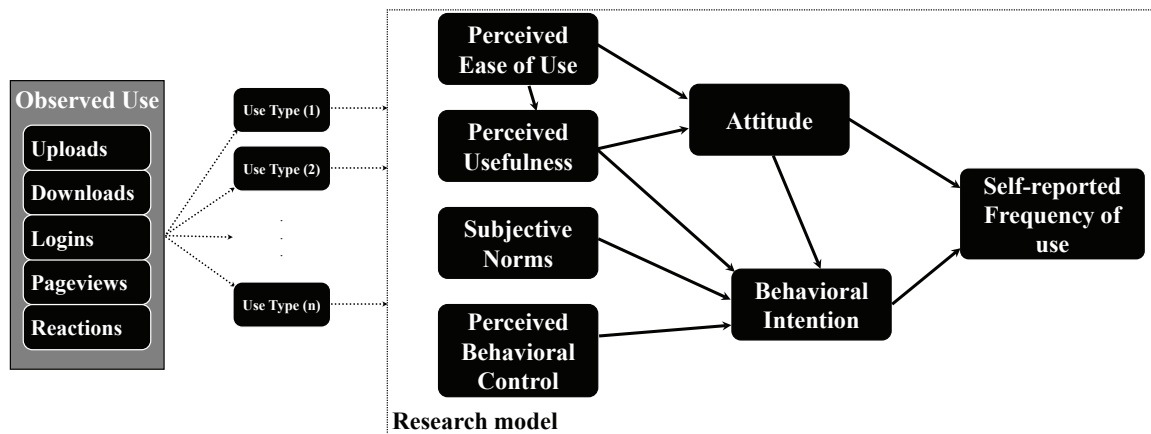 Observed Use
Uploads
Downloads
Logins
Pageviews
Reactions
Use Type (1)
Use Type (2)
Use Type (n)
Perceived
Ease of Use
Perceived
Usefulness
Subjective
Norms
Perceived
Behavioral
Control
Attitude
Behavioral
Intention
Self-reported
Frequency of
use
Research model